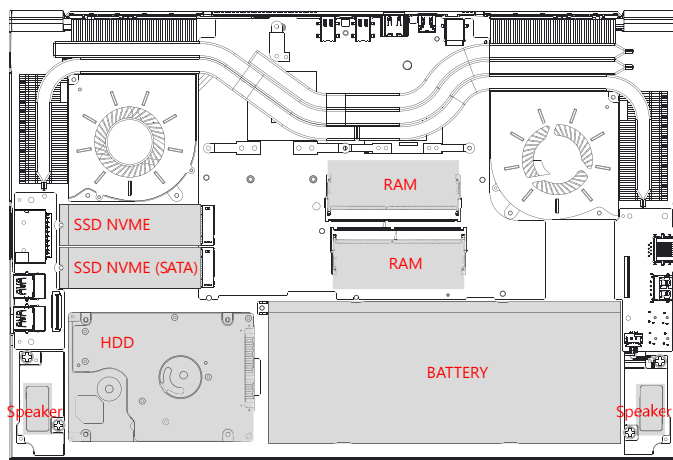 RAM
SSD NVME
SSD NVME (SATA)
RAM
HDD
BATTERY
Speaker
Speaker